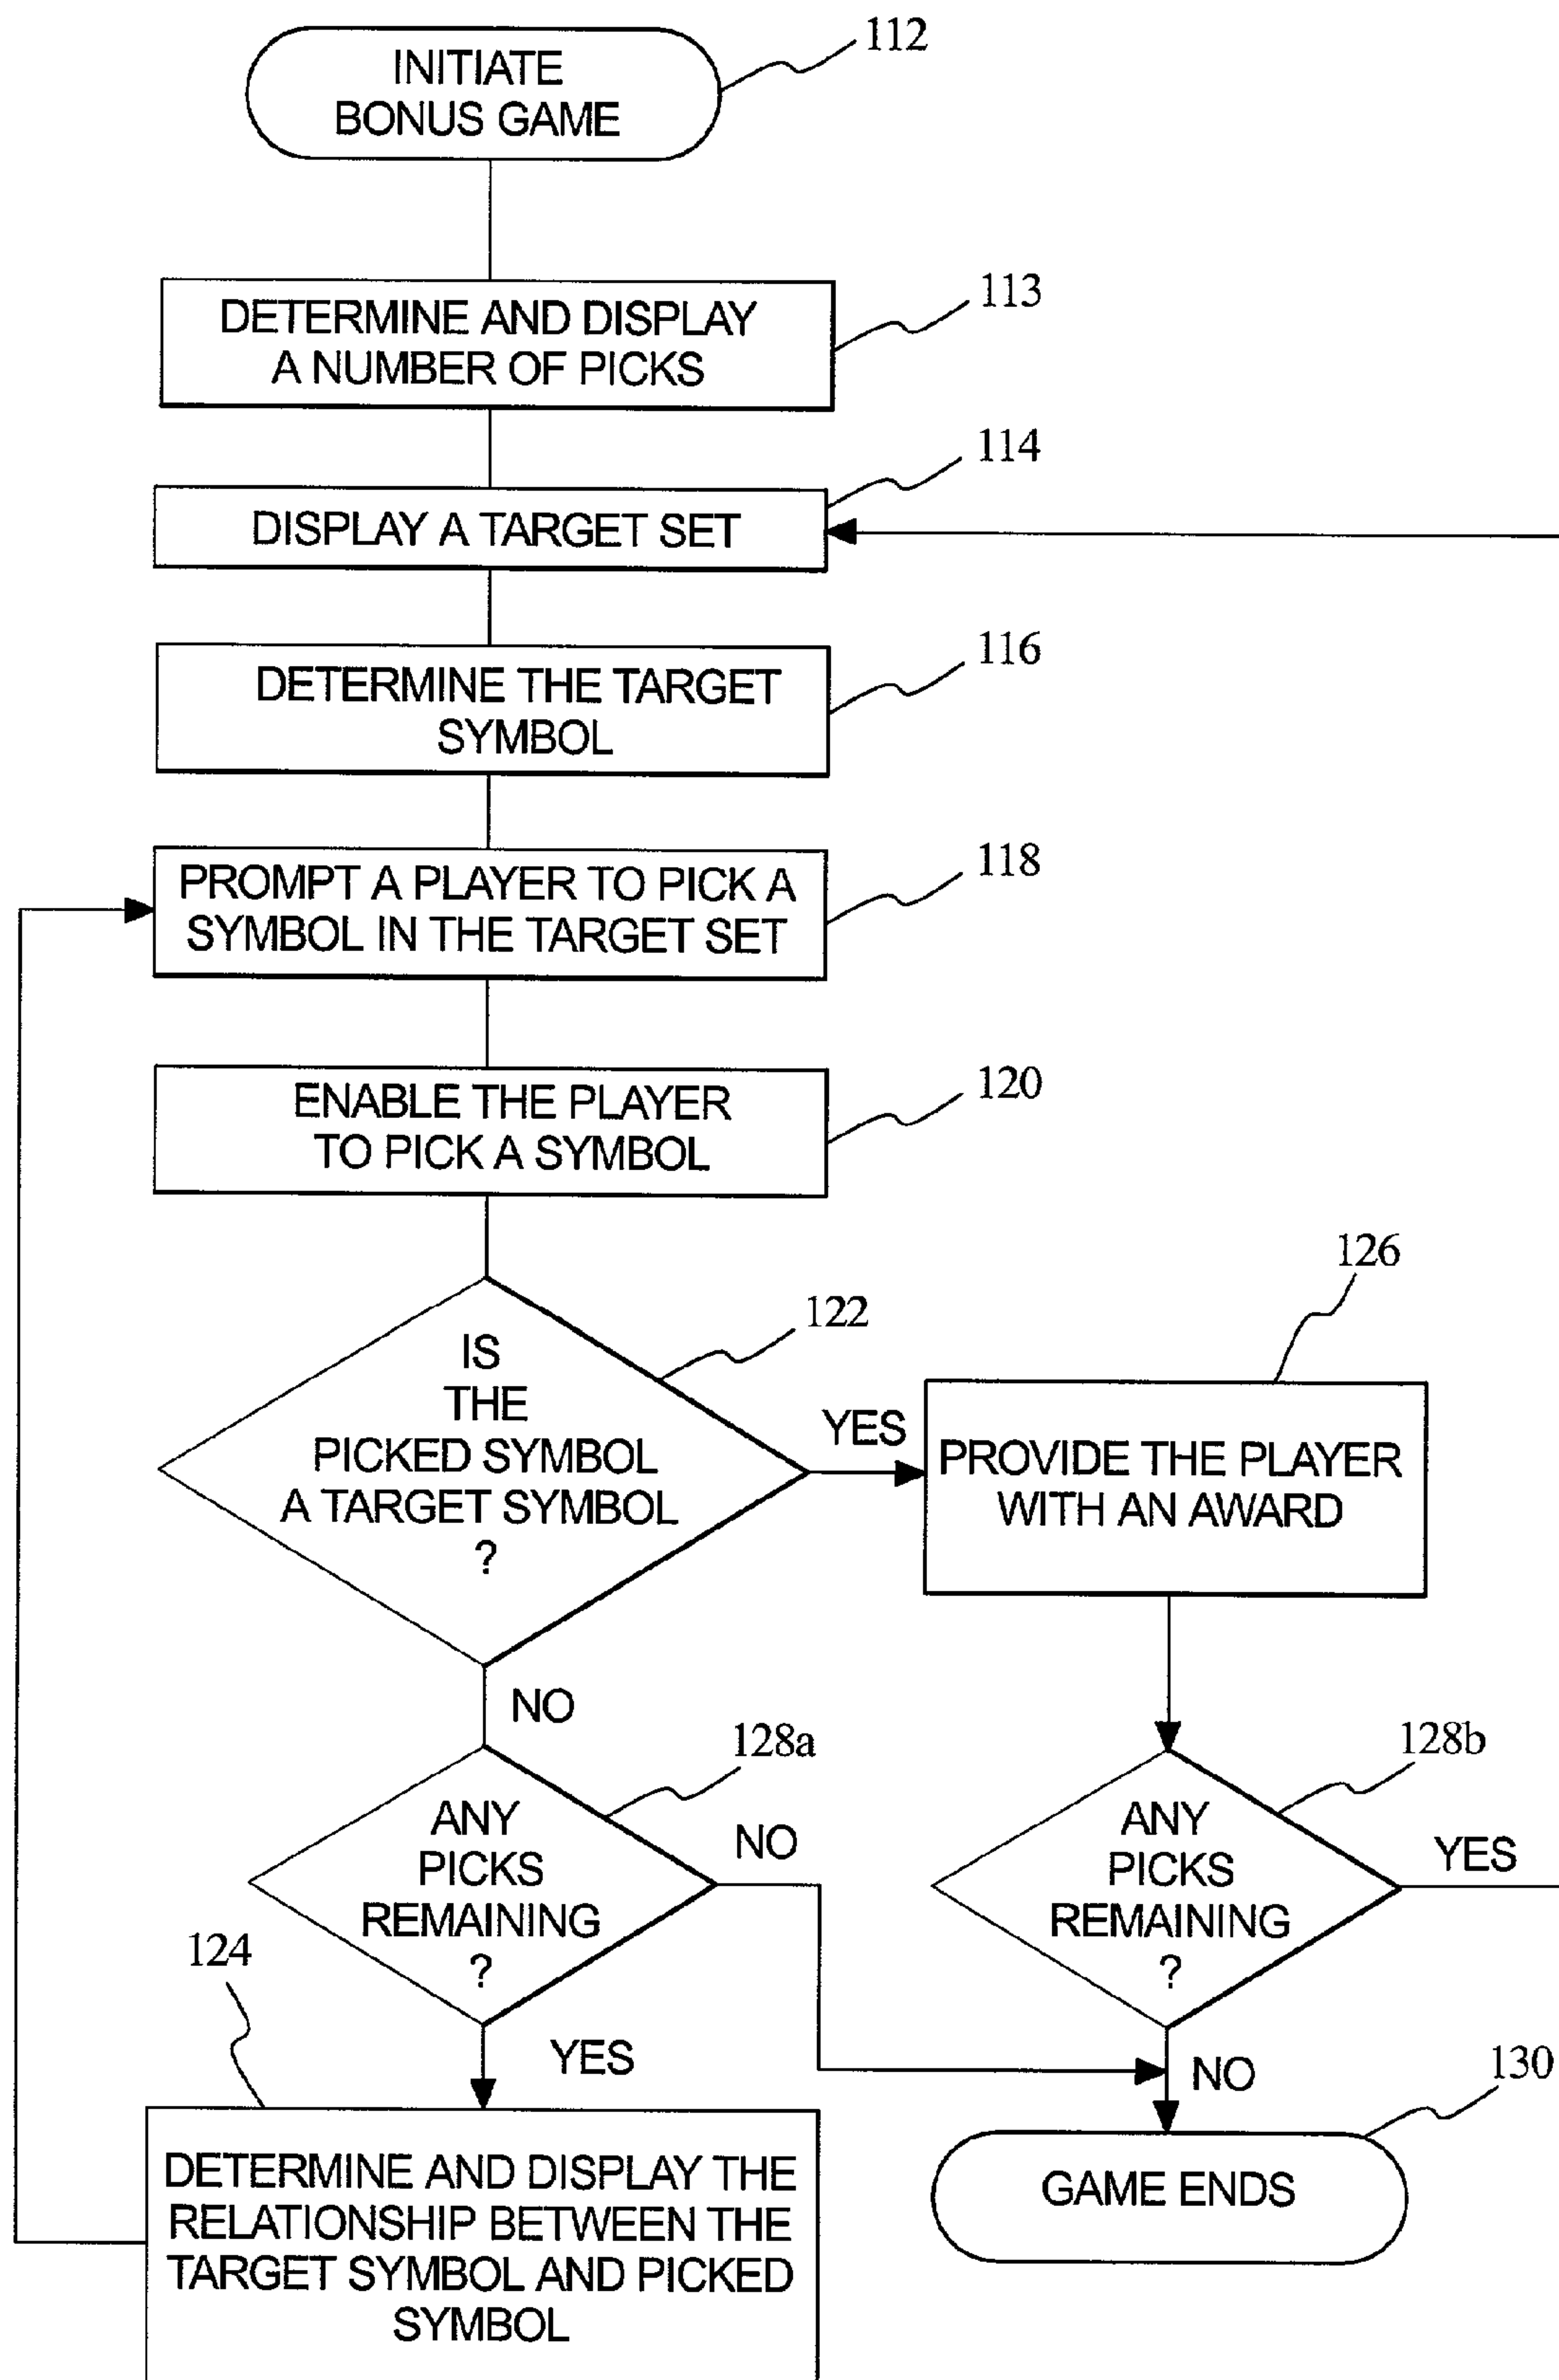 INITIATE
BONUS GAME
112
DETERMINE AND DISPLAY
A NUMBER OF PICKS
113
114
DISPLAY A TARGET SET
116
DETERMINE THE TARGET
SYMBOL
118
PROMPT A PLAYER TO PICK A
SYMBOL IN THE TARGET SET
120
ENABLE THE PLAYER
TO PICK A SYMBOL
122
IS
THE
PICKED SYMBOL
A TARGET SYMBOL
?
YES
126
PROVIDE THE PLAYER
WITH AN AWARD
NO
128a
ANY
PICKS
REMAINING
?
NO
128b
ANY
PICKS
REMAINING
?
YES
124
YES
NO
130
DETERMINE AND DISPLAY THE
RELATIONSHIP BETWEEN THE
TARGET SYMBOL AND PICKED
SYMBOL
GAME ENDS